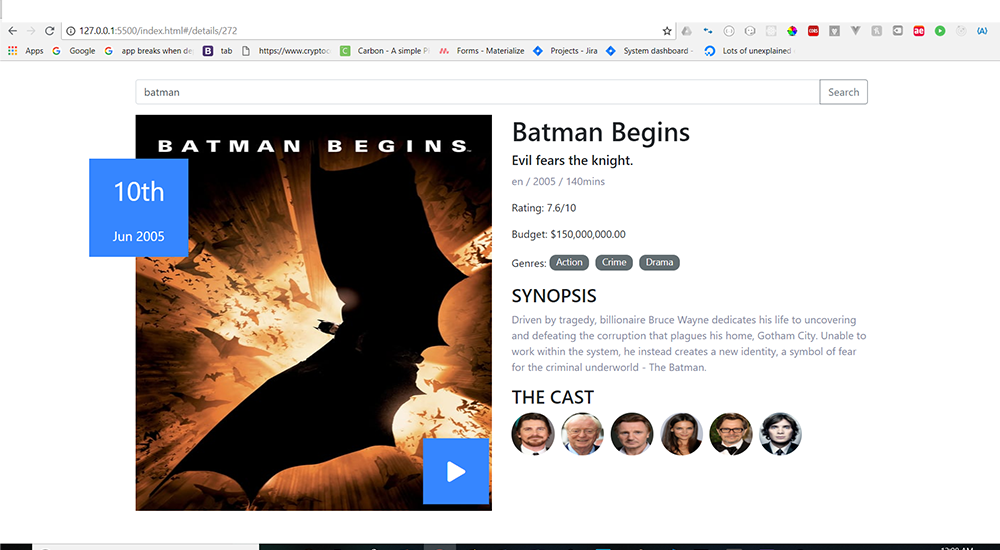 127.0.0.1:5500/index.html#/details/272
Apps Google app breaks when de tab https://www.crypto Carbon - A simple P Forms - Materialize Projects - Jira System dashboard - Lots of unexplained
batman Search
BATMAN BEGINS
10th
Jun 2005
Batman Begins
Evil fears the knight.
en / 2005 / 140mins
Rating: 7.6/10
Budget: $150,000,000.00
Genres: Action Crime Drama
SYNOPSIS
Driven by tragedy, billionaire Bruce Wayne dedicates his life to uncovering
and defeating the corruption that plagues his home, Gotham City. Unable to
work within the system, he instead creates a new identity, a symbol of fear
for the criminal underworld - The Batman.
THE CAST